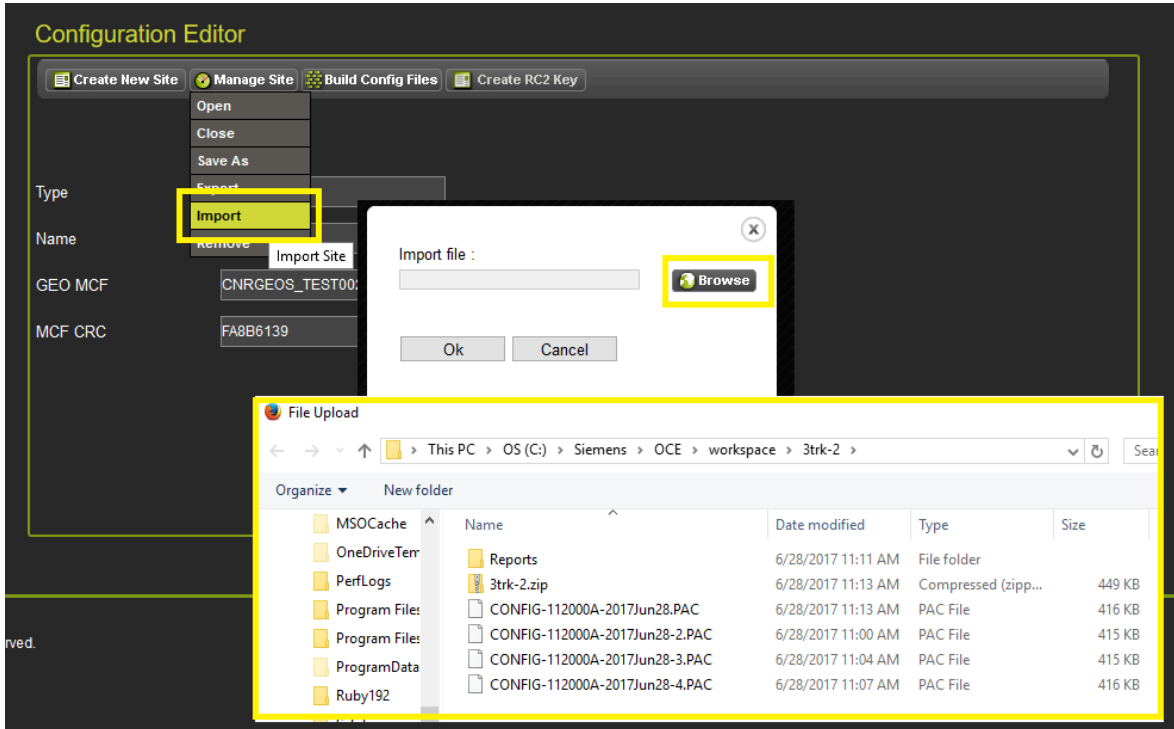 Configuration Editor
Create New Site Manage Site Build Config Files Create RC2 Key
Open
Close
Save As
Export
Import
Remove
Import Site
Type
Name
GEO MCF CNRGEOS_TEST00
MCF CRC FA8B6139
x
Import file :
Browse
Ok Cancel
File Upload
This PC > OS (C:) > Siemens > OCE > workspace > 3trk-2 >
Organize New folder
Name Date modified Type Size
MSOCache
OneDriveTem
PerfLogs
Program Files
Program Files
ProgramData
Ruby192
Reports 6/28/2017 11:11 AM File folder
3trk-2.zip 6/28/2017 11:13 AM Compressed (zipp... 449 KB
CONFIG-112000A-2017Jun28.PAC 6/28/2017 11:13 AM PAC File 416 KB
CONFIG-112000A-2017Jun28-2.PAC 6/28/2017 11:00 AM PAC File 415 KB
CONFIG-112000A-2017Jun28-3.PAC 6/28/2017 11:04 AM PAC File 415 KB
CONFIG-112000A-2017Jun28-4.PAC 6/28/2017 11:07 AM PAC File 416 KB
rved.